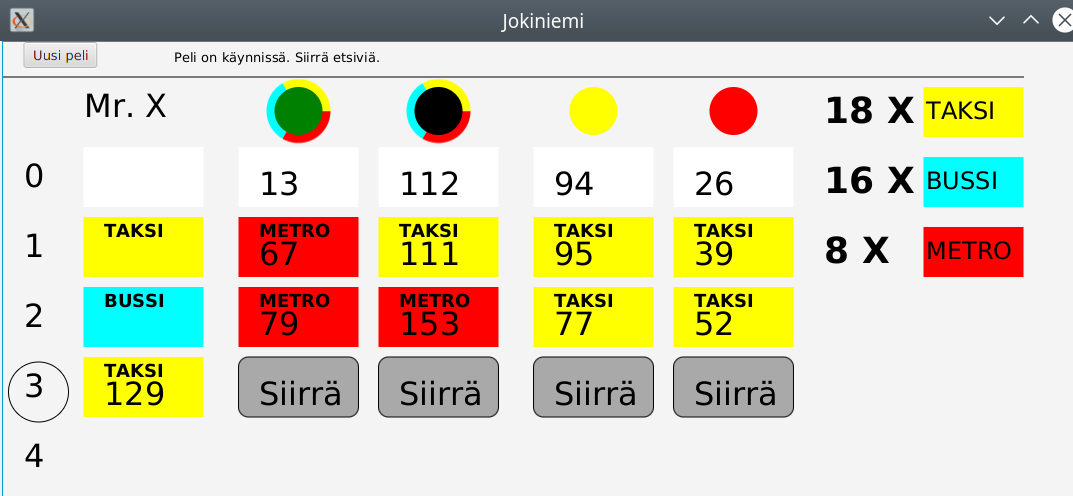 Jokiniemi
Uusi peli Peli on käynnissä. Siirrä etsiviä.
Mr. X 18 X TAKSI
0 13 112 94 26 16 X BUSSI
1 TAKSI METRO 67 TAKSI 111 TAKSI 95 TAKSI 39 8 X METRO
2 BUSSI METRO 79 METRO 153 TAKSI 77 TAKSI 52
3 TAKSI 129 Siirrä Siirrä Siirrä Siirrä
4